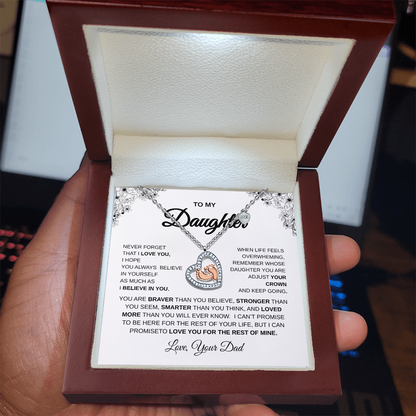 TO MY
Daughter
NEVER FORGET
THAT I LOVE YOU,
I HOPE
YOU ALWAYS BELIEVE
IN YOURSELF
AS MUCH AS
I BELIEVE IN YOU.
WHEN LIFE FEELS
OVERWHEMING,
REMEMBER WHOSE
DAUGHTER YOU ARE
ADJUST YOUR
CROWN
AND KEEP GOING.
YOU ARE BRAVER THAN YOU BELIEVE, STRONGER THAN
YOU SEEM, SMARTER THAN YOU THINK, AND LOVED
MORE THAN YOU WILL EVER KNOW. I CAN'T PROMISE
TO BE HERE FOR THE REST OF YOUR LIFE, BUT I CAN
PROMISETO LOVE YOU FOR THE REST OF MINE.
Love, Your Dad